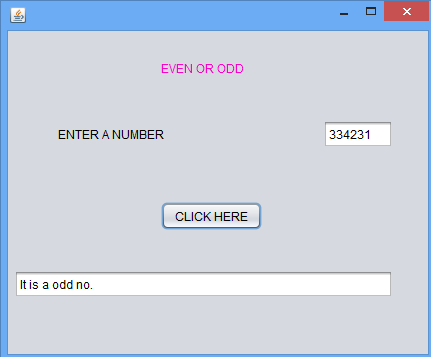 EVEN OR ODD
ENTER A NUMBER 334231
CLICK HERE
It is a odd no.